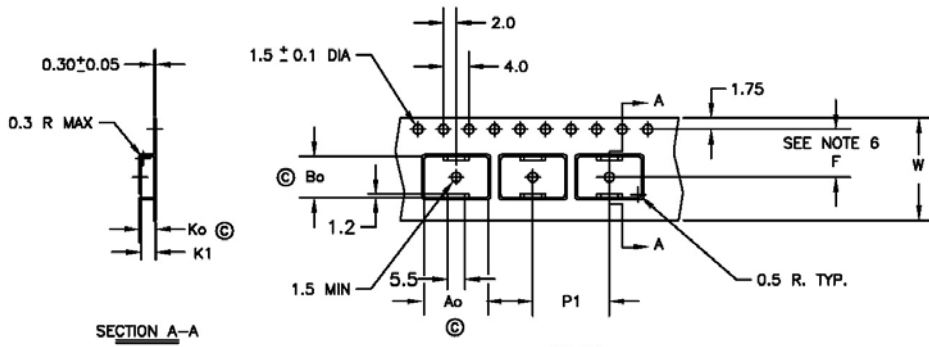 2.0
0.30±0.05
1.5 ± 0.1 DIA
4.0
A
1.75
0.3 R MAX
SEE NOTE 6
F
W
Ⓒ Bo
1.2
Ko Ⓒ
K1
A
5.5
1.5 MIN
Ao
P1
0.5 R. TYP.
Ⓒ
SECTION A-A